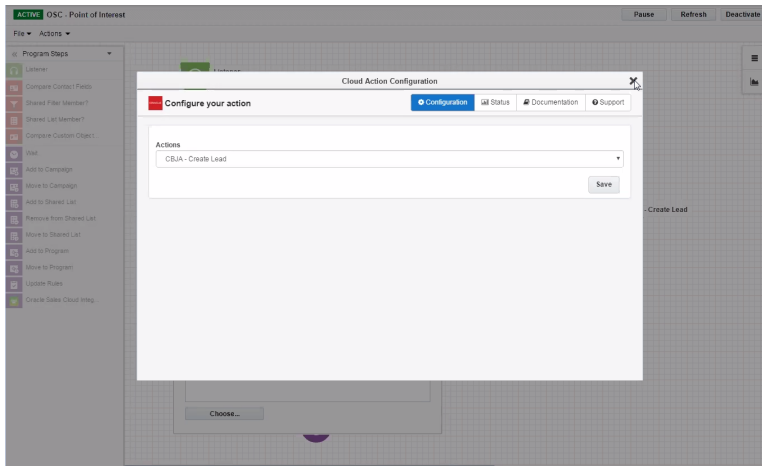 ACTIVE OSC - Point of Interest
Pause Refresh Deactivate
File Actions
Program Steps
Listener
Listener
Compare Contact Fields
Shared Filter Member?
Shared List Member?
Compare Custom Object...
Wait
Add to Campaign
Move to Campaign
Add to Shared List
Remove from Shared List
Move to Shared List
Add to Program
Move to Program
Update Rules
Oracle Sales Cloud Integ...
Cloud Action Configuration
Configure your action
Configuration Status Documentation Support
Actions
CBJA - Create Lead
Save
- Create Lead
Choose...